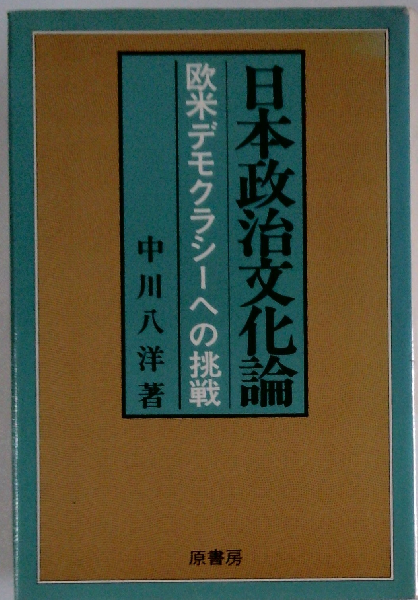 日本政治文化論
欧米デモクラシーへの挑戦
中川八洋著
原書房